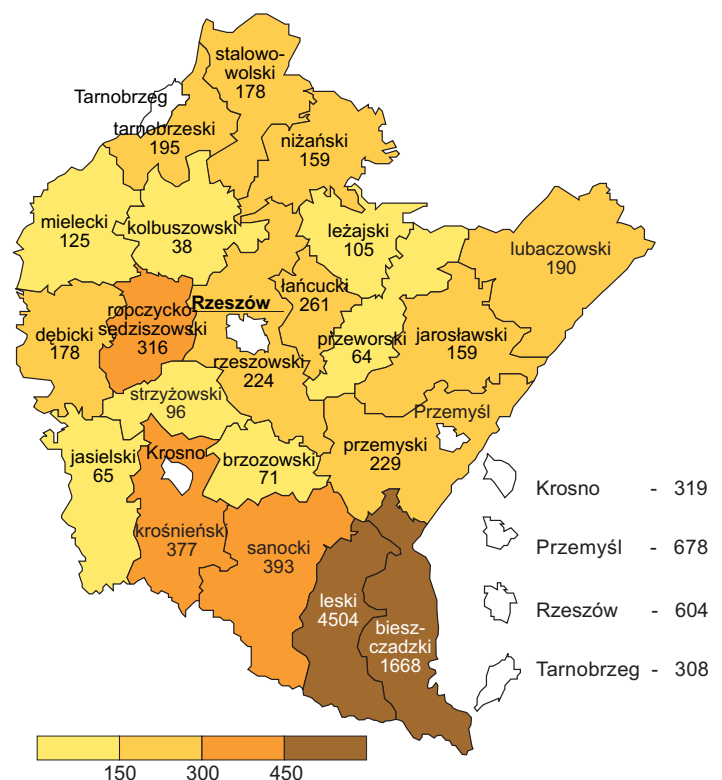 stalowo-
wolski
178
Tarnobrzeg
tarnobrzeski
195
niżański
159
mielecki
125
kolbuszowski
38
leżajski
105
lubaczowski
190
ropczycko-
sędziszowski
316
Rzeszów
łańcucki
261
dębicki
178
rzeszowski
224
przeworski
64
jarosławski
159
strzyżowski
96
Przemyśl
jasielski
65
Krosno
brzozowski
71
przemyski
229
krośnieński
377
sanocki
393
leski
4504
biesz-
czadzki
1668
Krosno - 319
Przemyśl - 678
Rzeszów - 604
Tarnobrzeg - 308
150 300 450